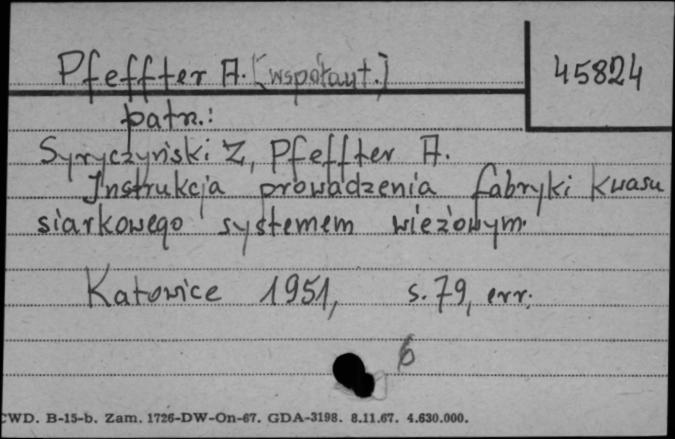 Pfeffter A. [współaut.]
45824
patrz.:
Syryczyński Z, Pfeffter A.
Instrukcja prowadzenia fabryki kwasu
siarkowego systemem wieżowym.
Katowice 1951, s. 79, err.
6
CWD. B-15-b. Zam. 1726-DW-On-67. GDA-3198. 8.11.67. 4.630.000.